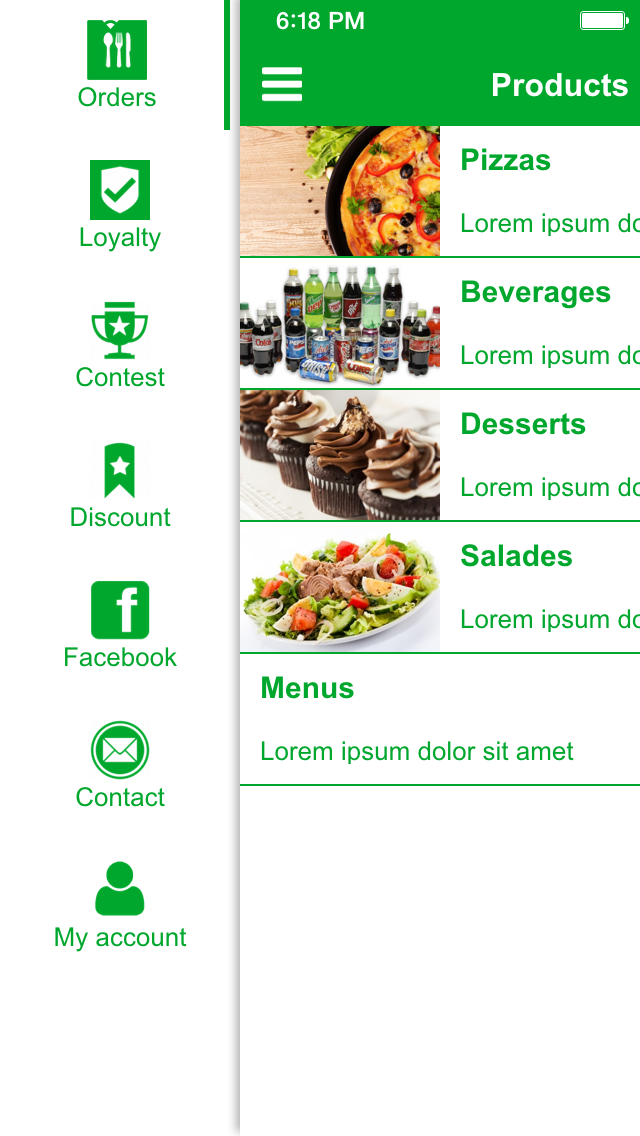 6:18 PM
Products
Orders
Loyalty
Contest
Discount
f
Facebook
Contact
My account
Pizzas
Lorem ipsum do
Beverages
Lorem ipsum do
Desserts
Lorem ipsum do
Salades
Lorem ipsum do
Menus
Lorem ipsum dolor sit amet